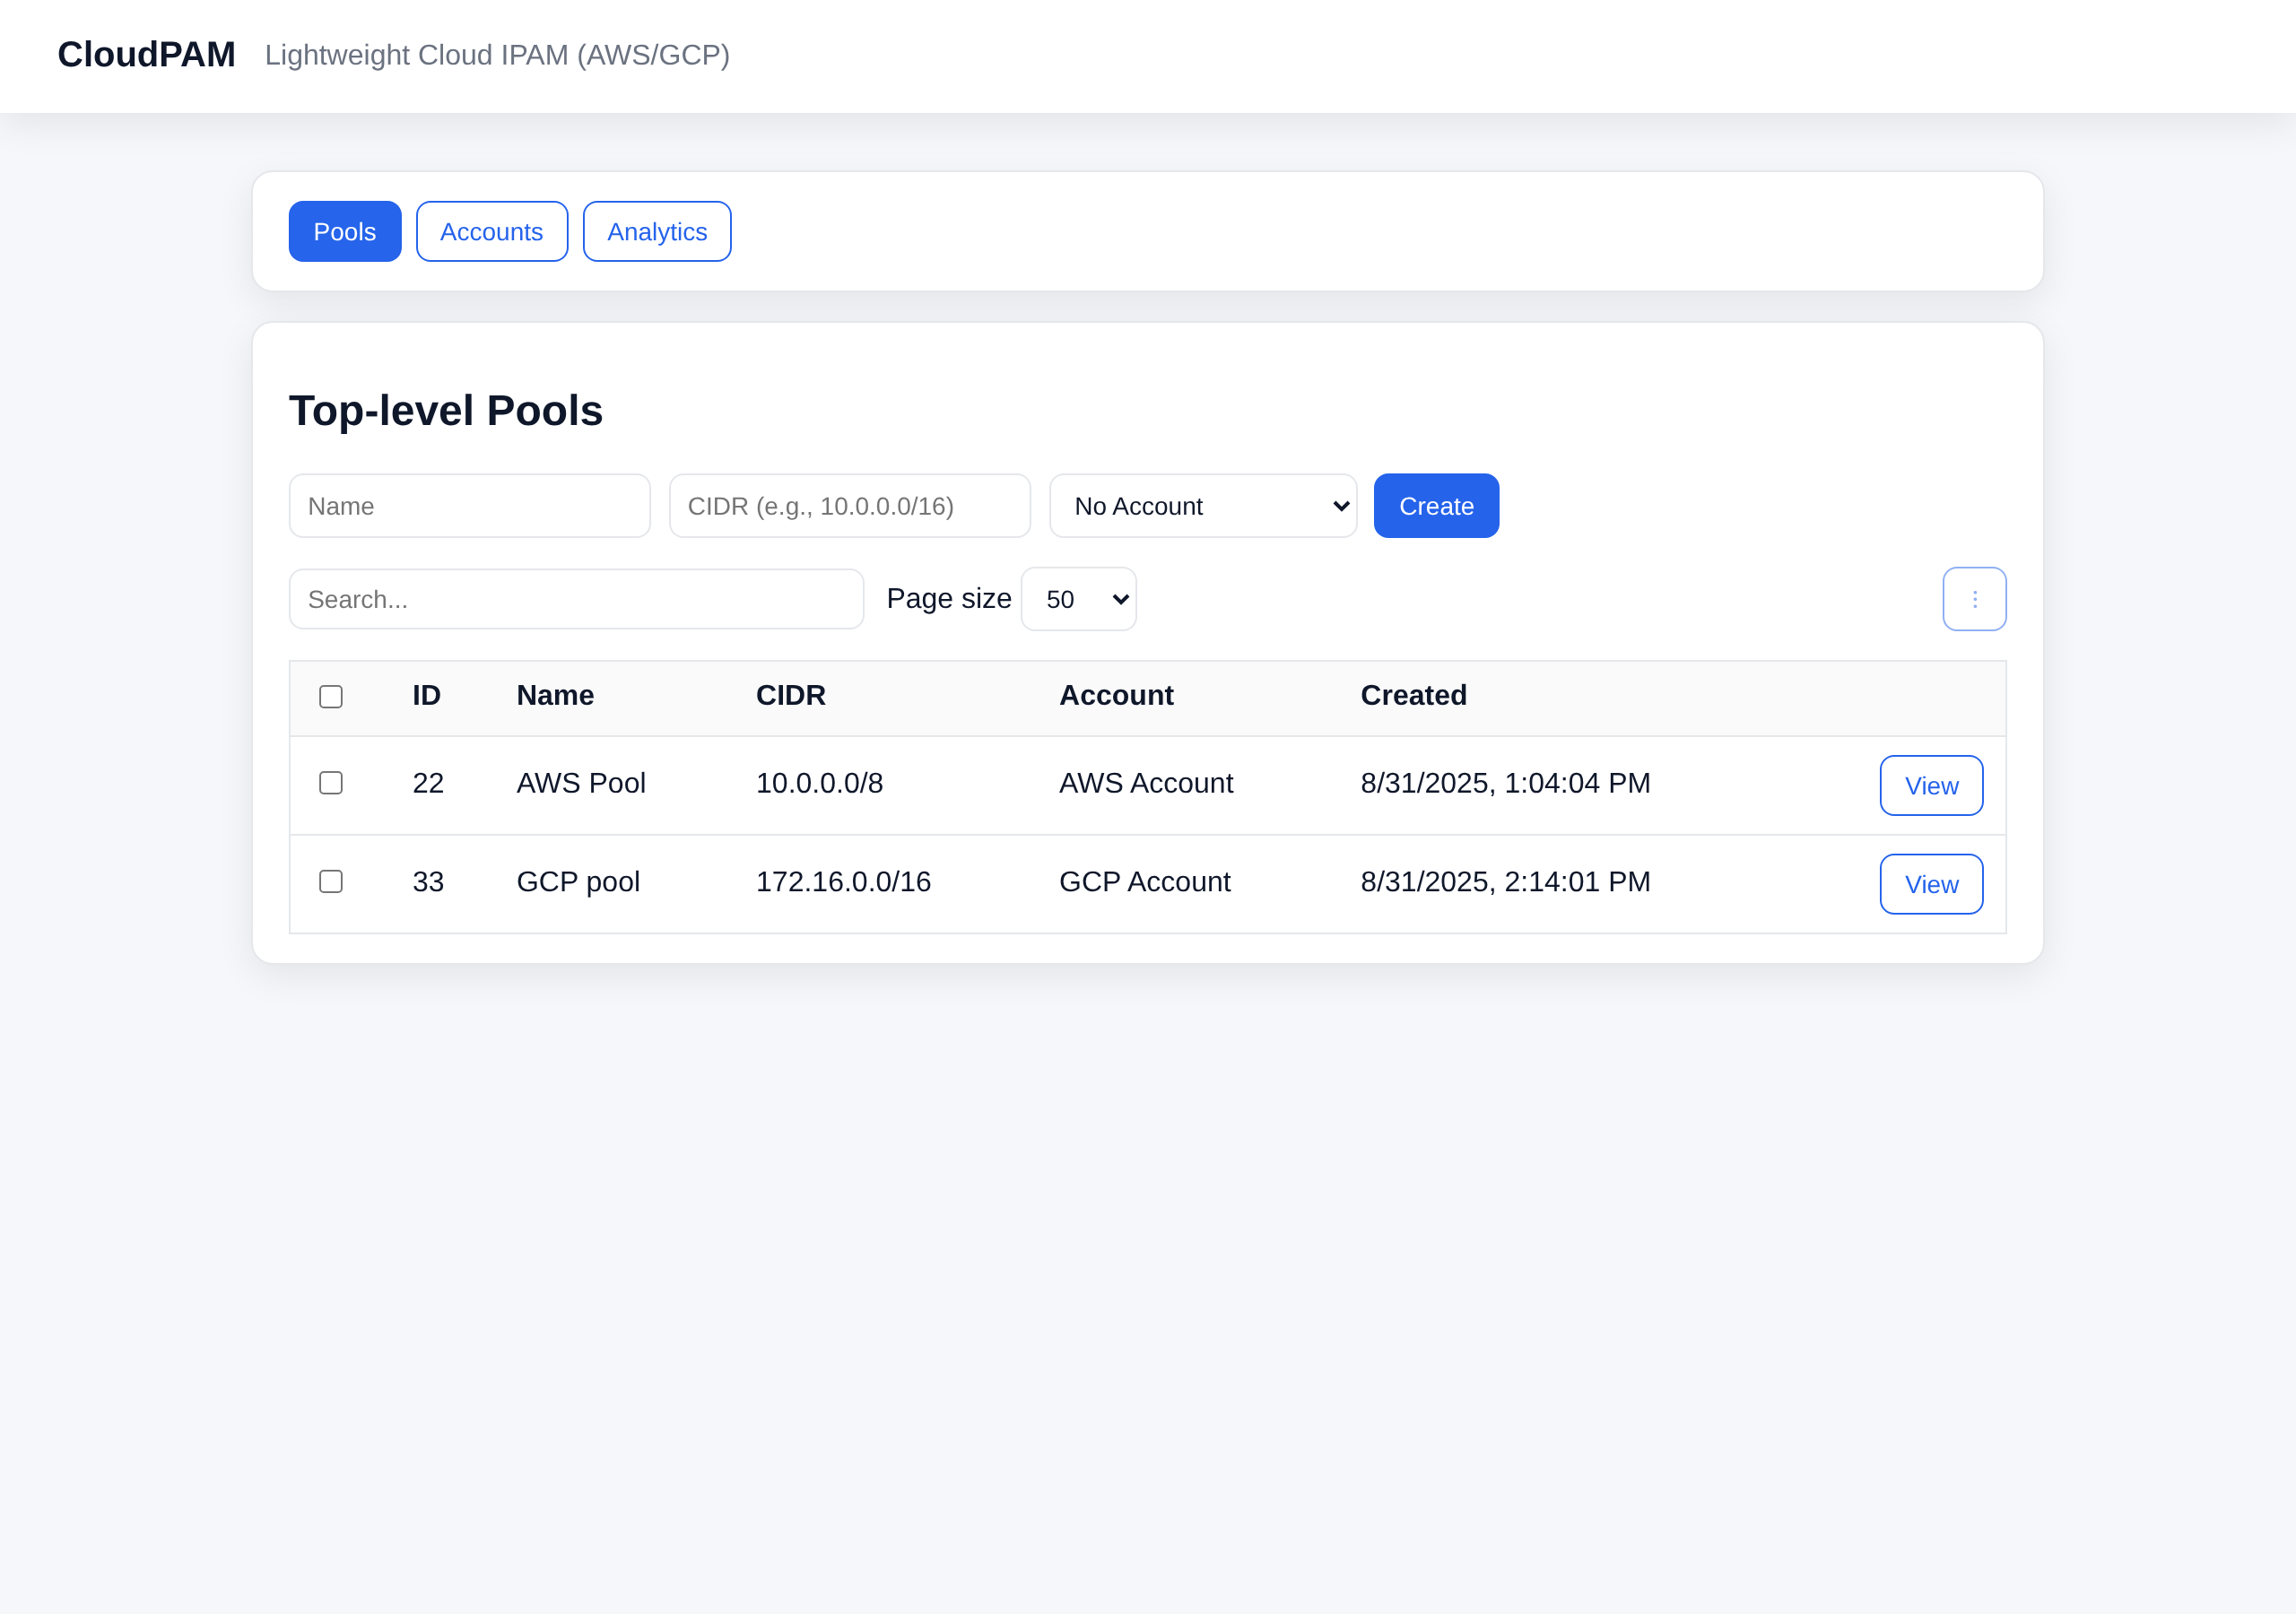 CloudPAM Lightweight Cloud IPAM (AWS/GCP)
Pools Accounts Analytics
Top-level Pools
Name CIDR (e.g., 10.0.0.0/16) No Account Create
Search... Page size 50 ⋮
ID Name CIDR Account Created
22 AWS Pool 10.0.0.0/8 AWS Account 8/31/2025, 1:04:04 PM View
33 GCP pool 172.16.0.0/16 GCP Account 8/31/2025, 2:14:01 PM View